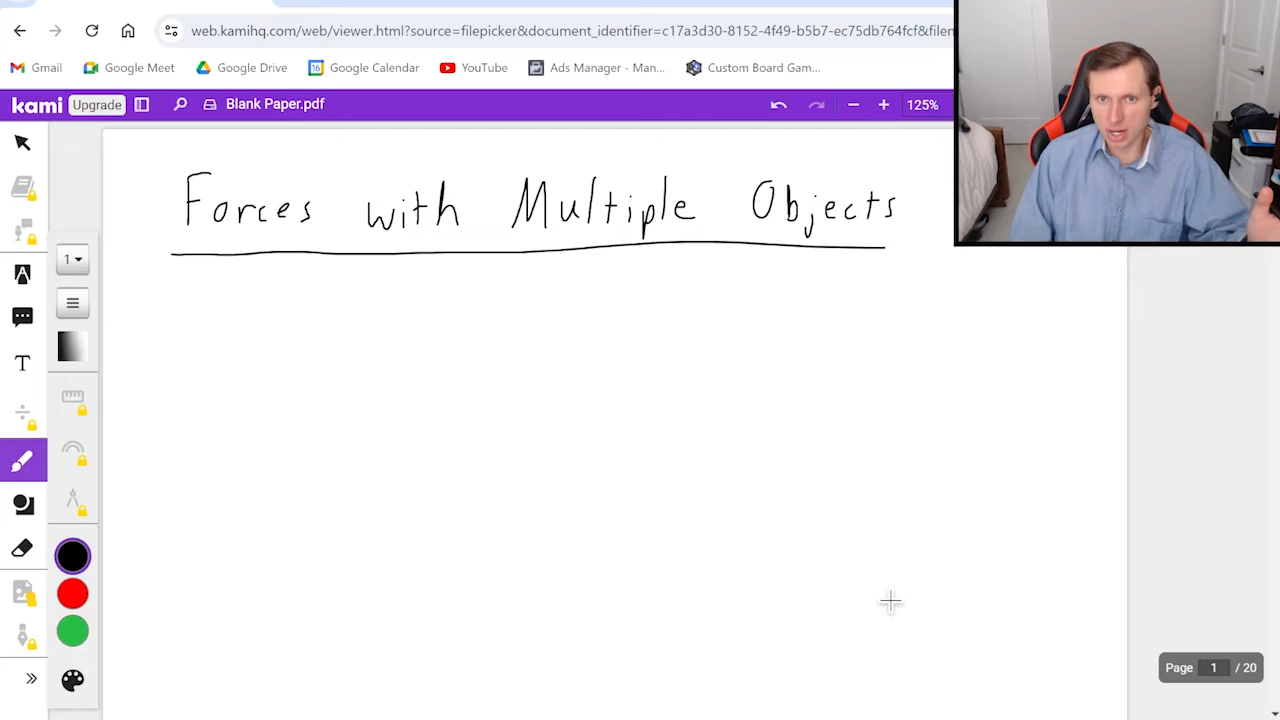 web.kamihq.com/web/viewer.html?source=filepicker&document_identifier=c17a3d30-8152-4f49-b5b7-ec75db764fcf&filen
Gmail Google Meet Google Drive 16 Google Calendar YouTube Ads Manager - Man... Custom Board Gam...
kami Upgrade Blank Paper.pdf 125%
Forces with Multiple Objects
1
T
Page 1 / 20